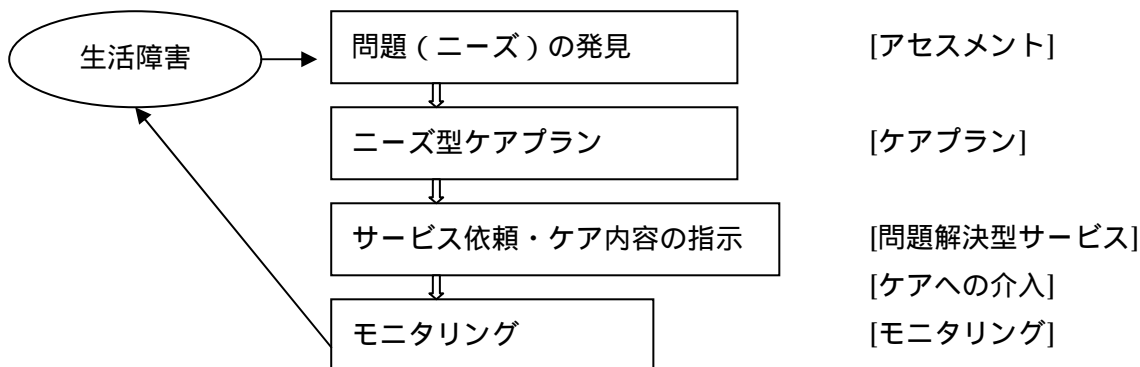 生活障害
問題（ニーズ）の発見 [アセスメント]
ニーズ型ケアプラン [ケアプラン]
サービス依頼・ケア内容の指示 [問題解決型サービス]
[ケアへの介入]
モニタリング [モニタリング]